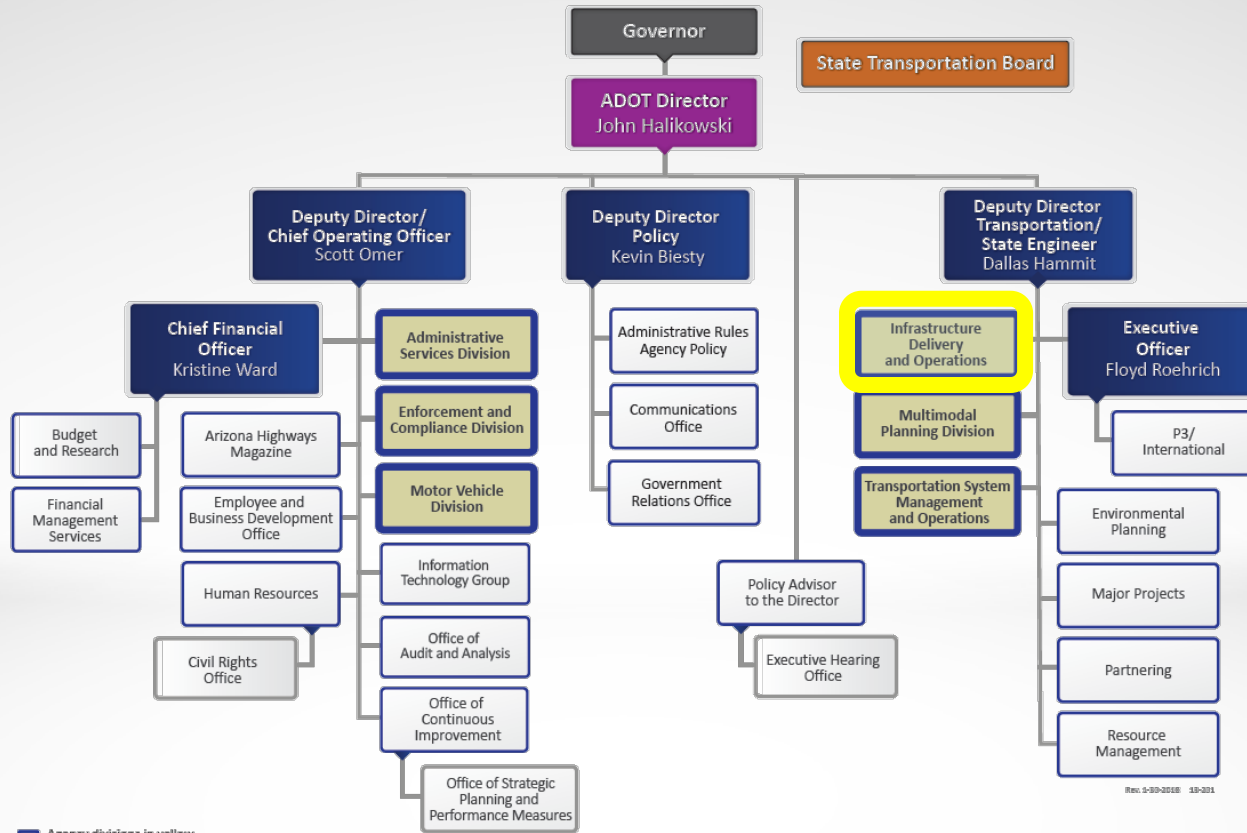 Governor
State Transportation Board
ADOT Director
John Halikowski
Deputy Director/
Chief Operating Officer
Scott Omer
Deputy Director
Policy
Kevin Biesty
Deputy Director
Transportation/
State Engineer
Dallas Hammit
Chief Financial
Officer
Kristine Ward
Administrative
Services Division
Administrative Rules
Agency Policy
Infrastructure
Delivery
and Operations
Executive
Officer
Floyd Roehrich
Budget
and Research
Arizona Highways
Magazine
Enforcement and
Compliance Division
Communications
Office
Multimodal
Planning Division
P3/
International
Financial
Management
Services
Employee and
Business Development
Office
Motor Vehicle
Division
Government
Relations Office
Transportation System
Management
and Operations
Environmental
Planning
Human Resources
Information
Technology Group
Policy Advisor
to the Director
Major Projects
Civil Rights
Office
Office of
Audit and Analysis
Executive Hearing
Office
Partnering
Office of
Continuous
Improvement
Resource
Management
Office of Strategic
Planning and
Performance Measures
Agency divisions in yellow